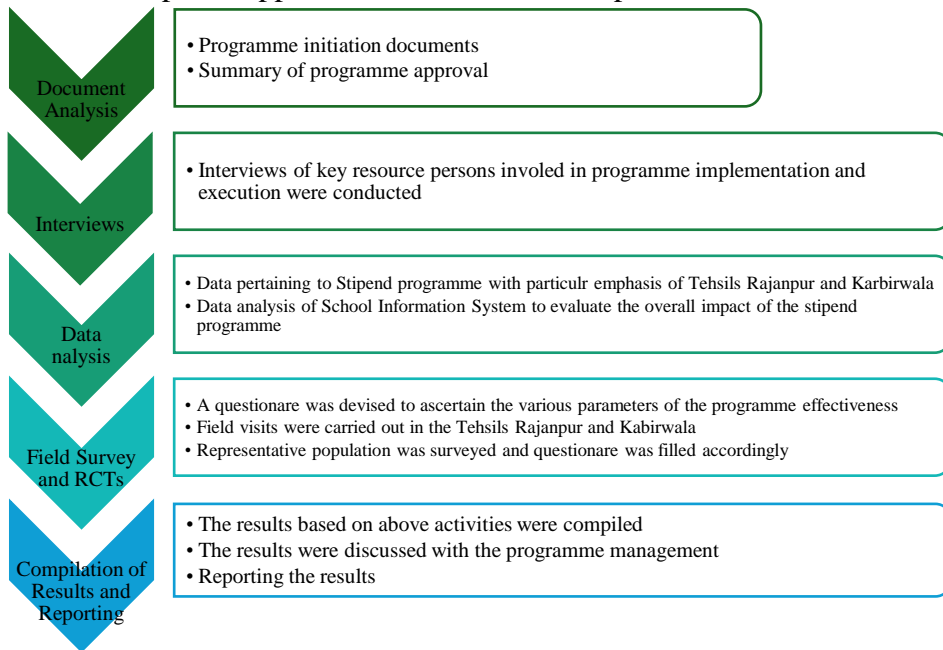 • Programme initiation documents
• Summary of programme approval
Document
Analysis
• Interviews of key resource persons involed in programme implementation and
execution were conducted
Interviews
• Data pertaining to Stipend programme with particulr emphasis of Tehsils Rajanpur and Karbirwala
• Data analysis of School Information System to evaluate the overall impact of the stipend
programme
Data
nalysis
• A questionare was devised to ascertain the various parameters of the programme effectiveness
• Field visits were carried out in the Tehsils Rajanpur and Kabirwala
• Representative population was surveyed and questionare was filled accordingly
Field Survey
and RCTs
• The results based on above activities were compiled
• The results were discussed with the programme management
• Reporting the results
Compilation of
Results and
Reporting